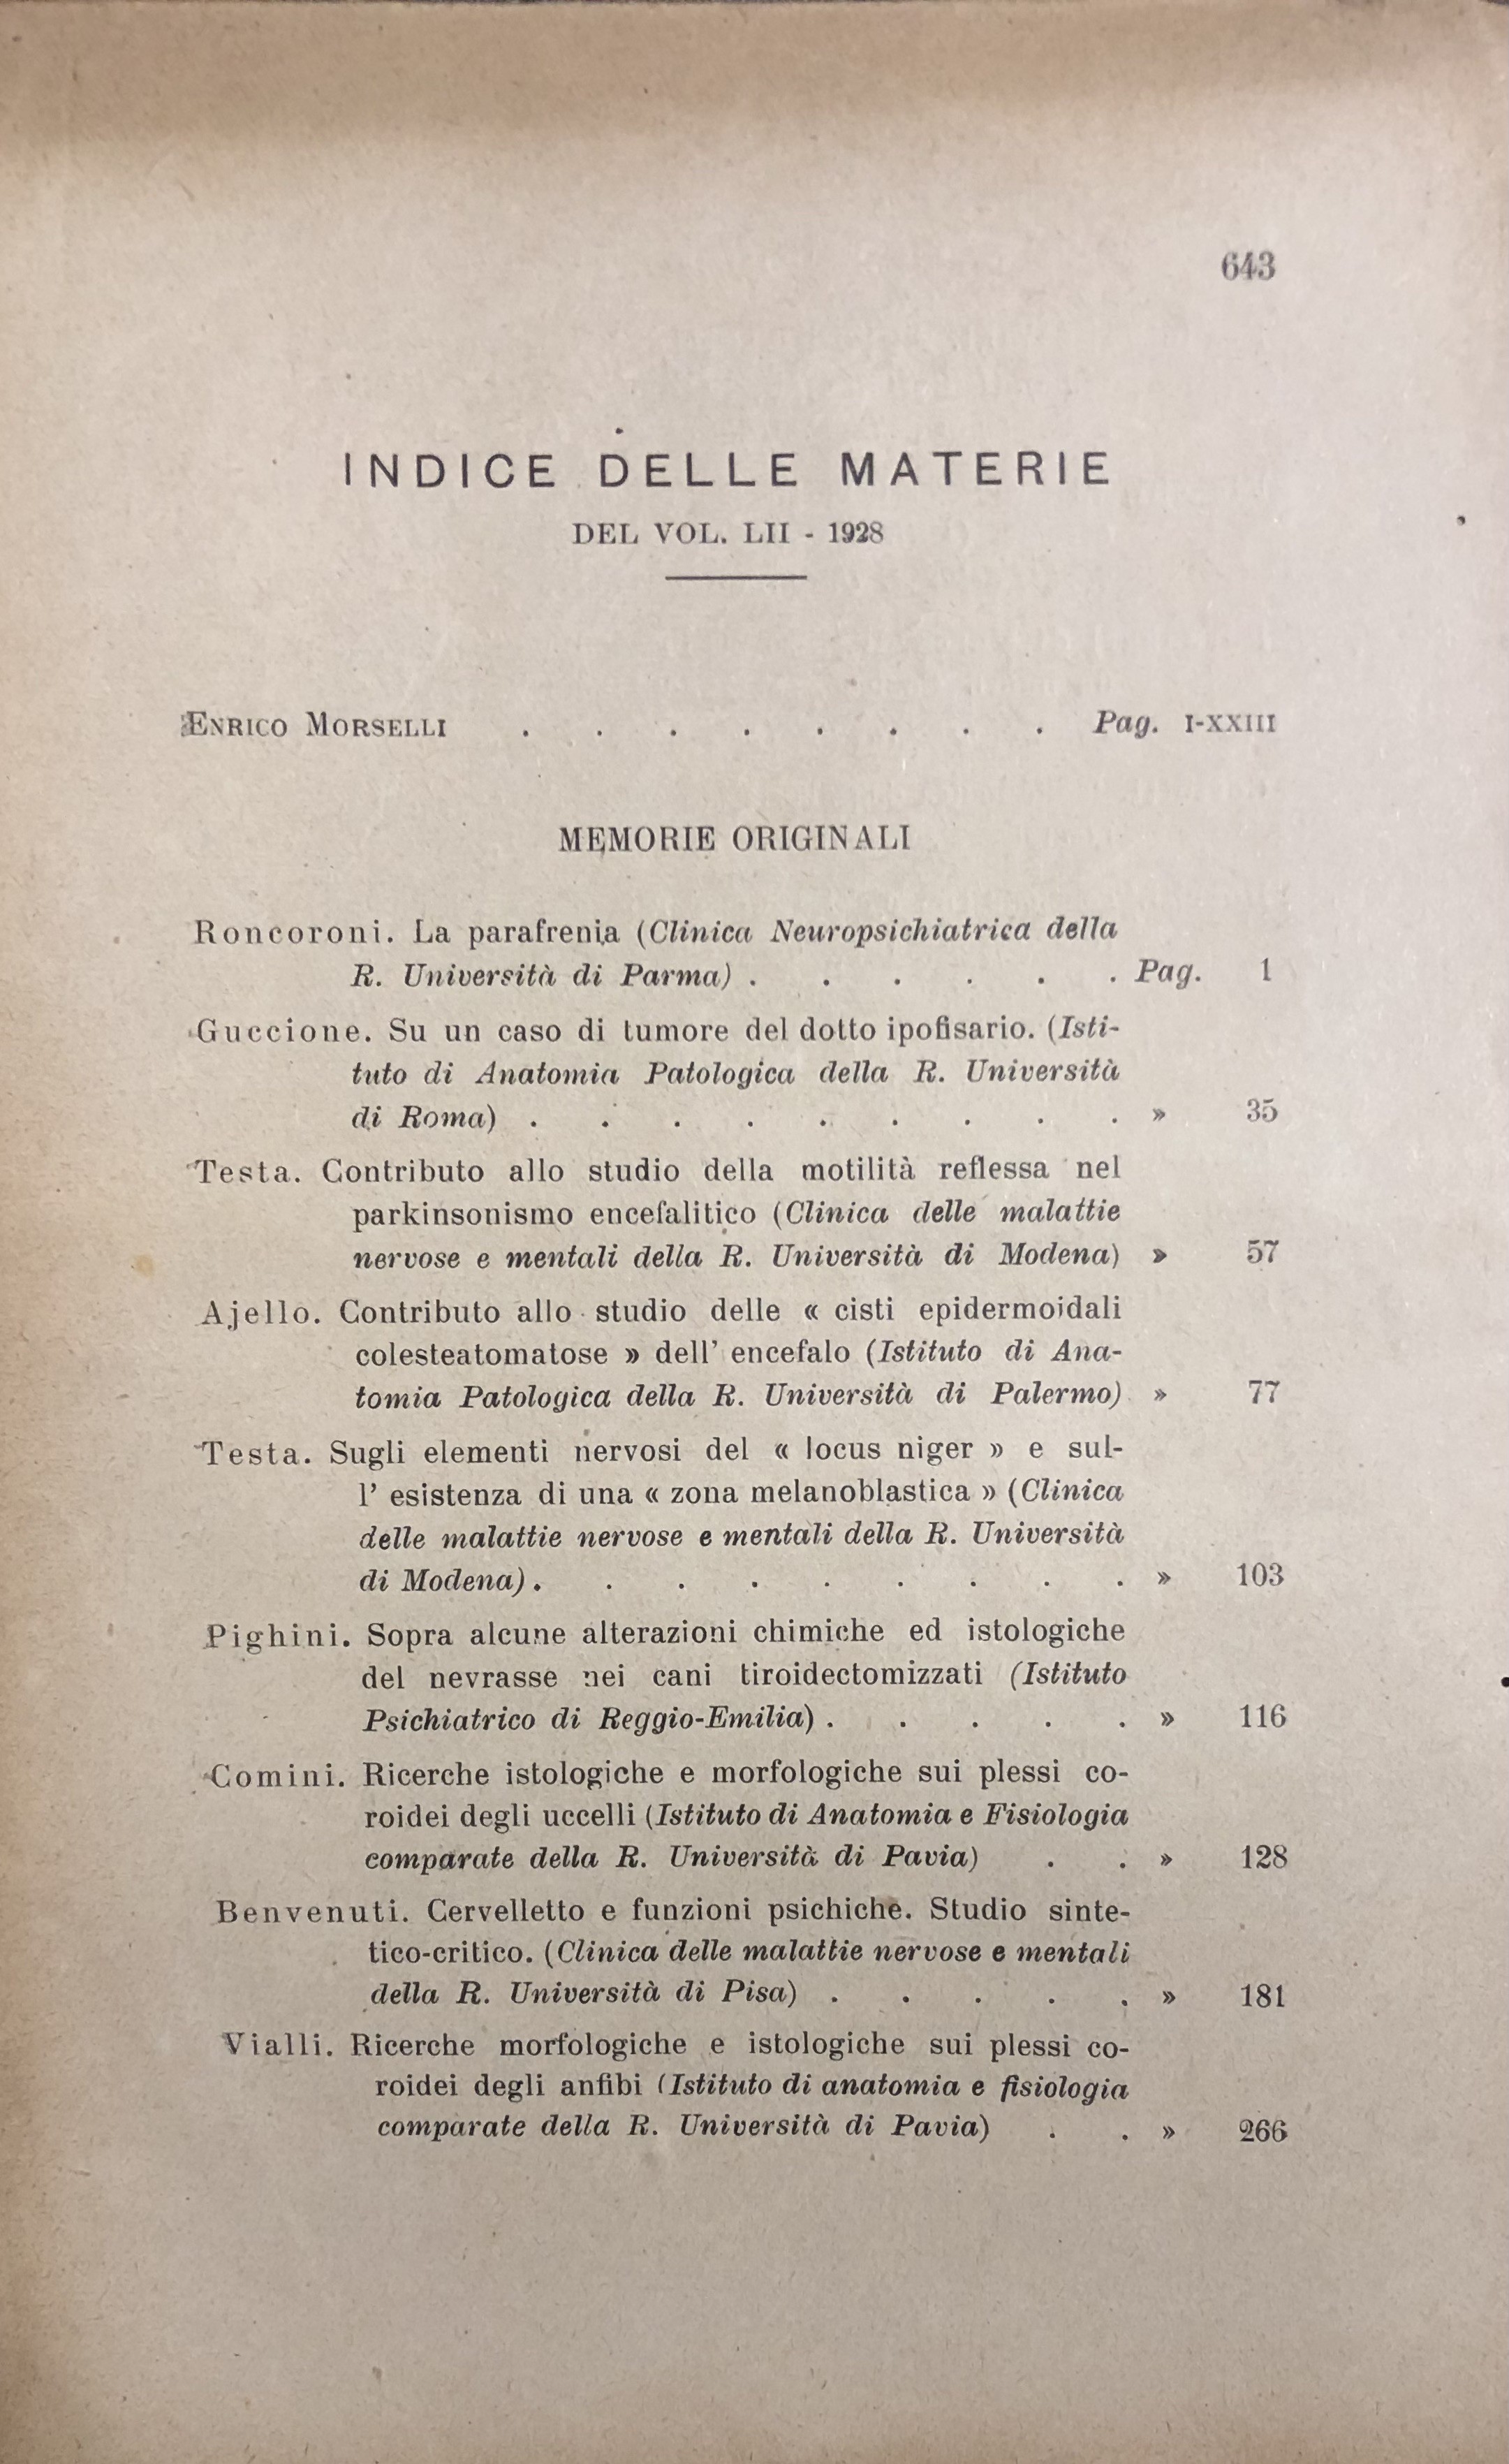 643
INDICE DELLE MATERIE
DEL VOL. LII - 1928
ENRICO MORSELLI . . . . . . . . Pag. I-XXIII
MEMORIE ORIGINALI
Roncoroni. La parafrenia (Clinica Neuropsichiatrica della
R. Università di Parma) . . . . . . Pag. 1
Guccione. Su un caso di tumore del dotto ipofisario. (Isti-
tuto di Anatomia Patologica della R. Università
di Roma) . . . . . . . . . » 35
Testa. Contributo allo studio della motilità reflessa nel
parkinsonismo encefalitico (Clinica delle malattie
nervose e mentali della R. Università di Modena) » 57
Ajello. Contributo allo studio delle « cisti epidermoidali
colesteatomatose » dell' encefalo (Istituto di Ana-
tomia Patologica della R. Università di Palermo) » 77
Testa. Sugli elementi nervosi del « locus niger » e sul-
l' esistenza di una « zona melanoblastica » (Clinica
delle malattie nervose e mentali della R. Università
di Modena) . . . . . . . . . » 103
Pighini. Sopra alcune alterazioni chimiche ed istologiche
del nevrasse nei cani tiroidectomizzati (Istituto
Psichiatrico di Reggio-Emilia) . . . . . » 116
Comini. Ricerche istologiche e morfologiche sui plessi co-
roidei degli uccelli (Istituto di Anatomia e Fisiologia
comparate della R. Università di Pavia) . . » 128
Benvenuti. Cervelletto e funzioni psichiche. Studio sinte-
tico-critico. (Clinica delle malattie nervose e mentali
della R. Università di Pisa) . . . . . » 181
Vialli. Ricerche morfologiche e istologiche sui plessi co-
roidei degli anfibi (Istituto di anatomia e fisiologia
comparate della R. Università di Pavia) . . » 266